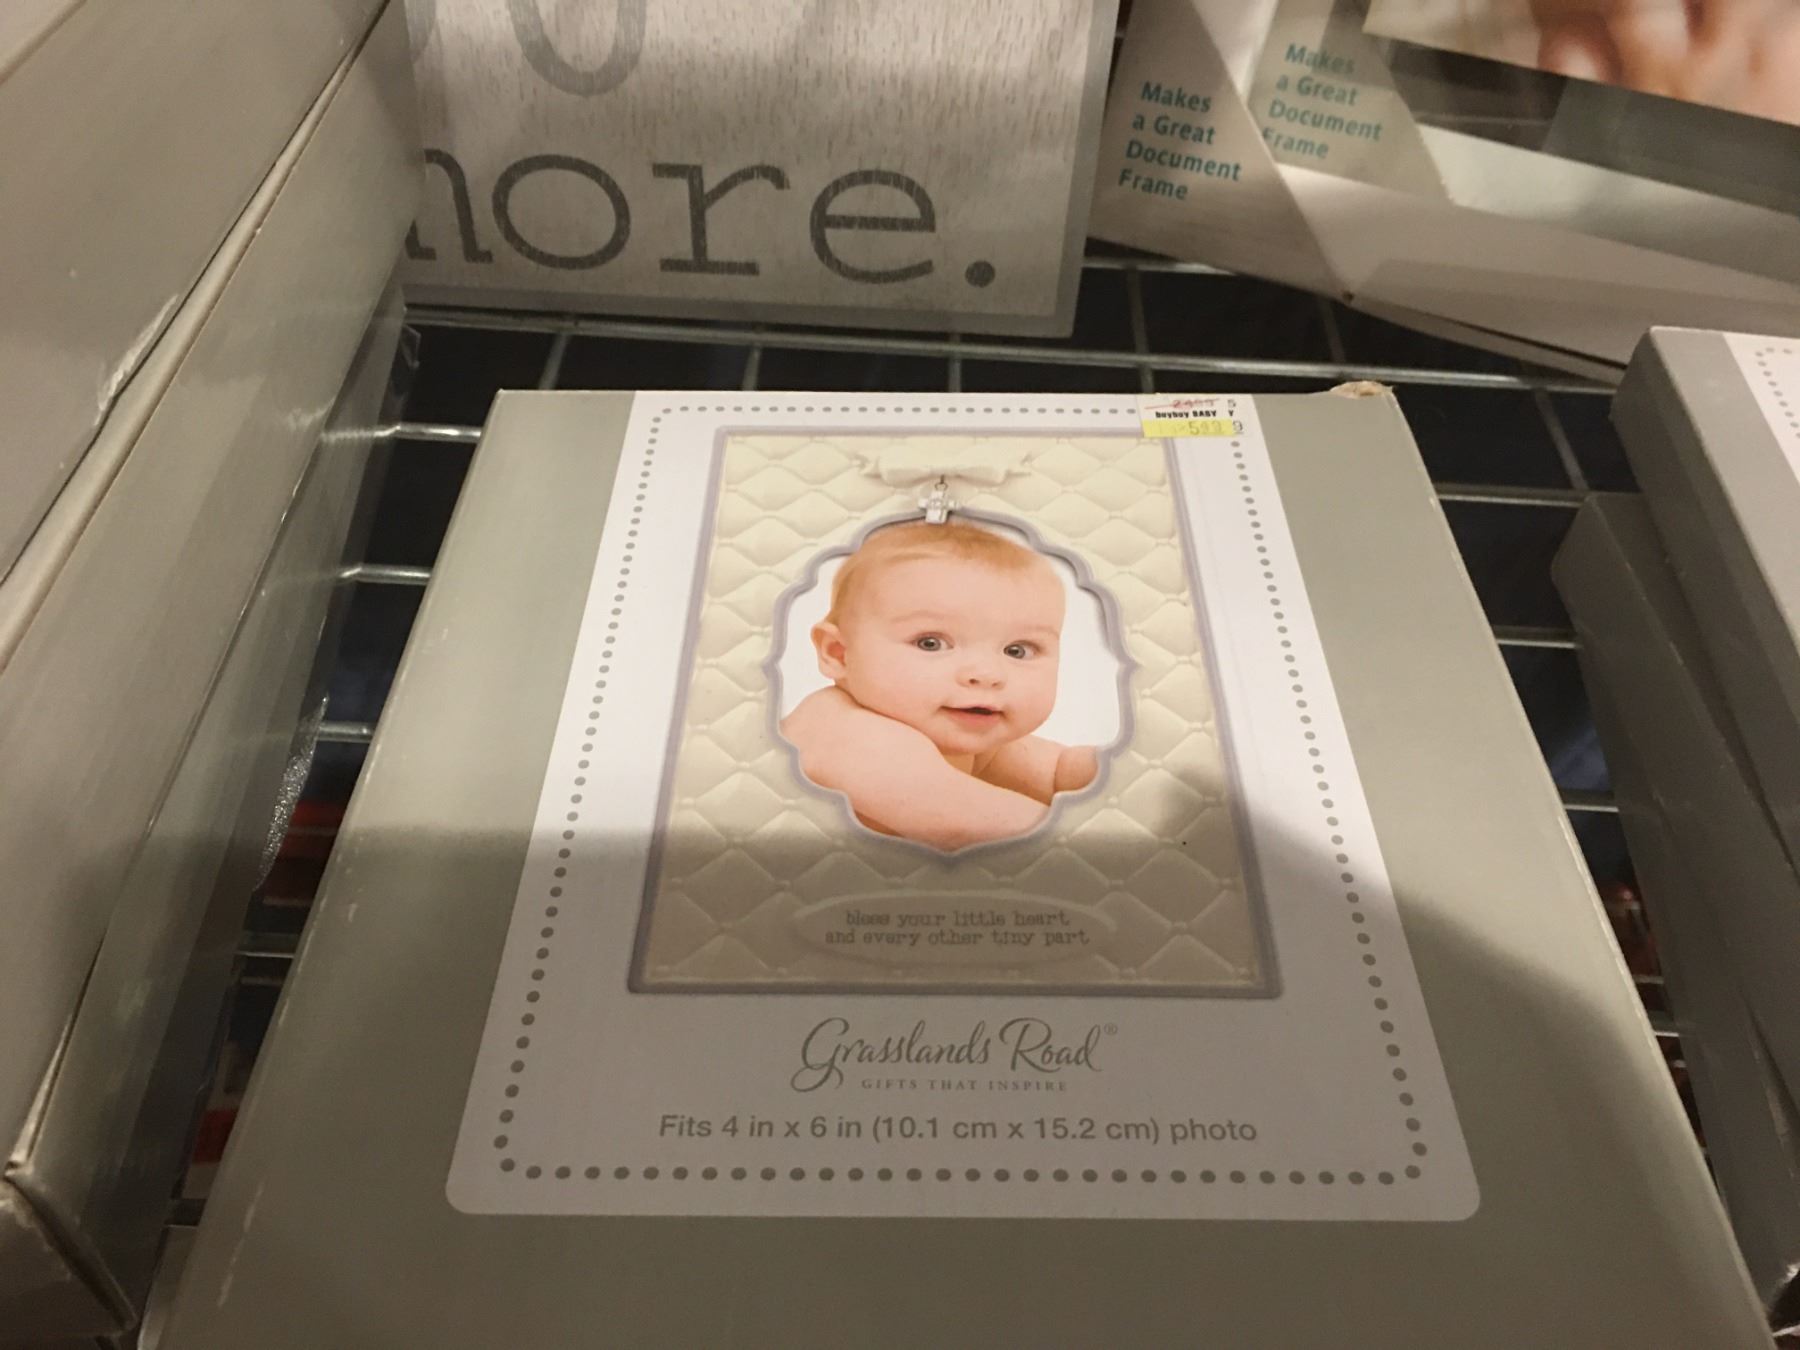 more.
Makes
a Great
Document
Frame
Makes
a Great
Document
Frame
buybuy BABY
bless your little heart
and every other tiny part
Grasslands Road®
GIFTS THAT INSPIRE
Fits 4 in x 6 in (10.1 cm x 15.2 cm) photo